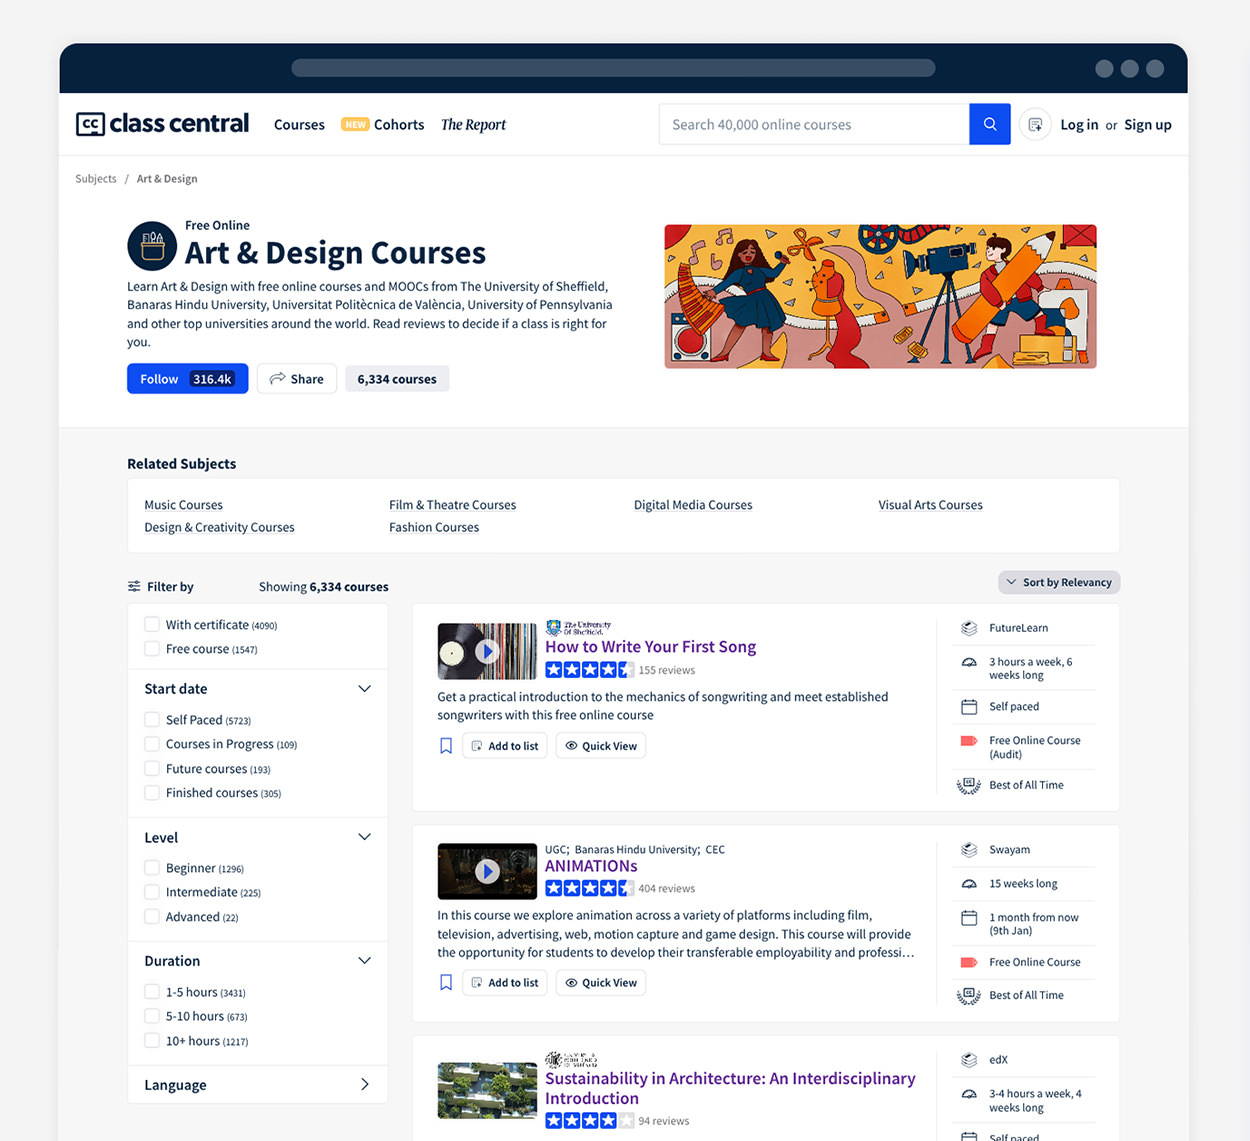 class central
Courses
NEW Cohorts
The Report
Search 40,000 online courses
Log in or Sign up
Subjects / Art & Design
Free Online
Art & Design Courses
Learn Art & Design with free online courses and MOOCs from The University of Sheffield,
Banaras Hindu University, Universitat Politècnica de València, University of Pennsylvania
and other top universities around the world. Read reviews to decide if a class is right for
you.
Follow 316.4k
Share
6,334 courses
Related Subjects
Music Courses
Film & Theatre Courses
Digital Media Courses
Visual Arts Courses
Design & Creativity Courses
Fashion Courses
Filter by
Showing 6,334 courses
Sort by Relevancy
With certificate (4090)
Free course (1547)
Start date
Self Paced (5723)
Courses in Progress (109)
Future courses (193)
Finished courses (305)
Level
Beginner (1296)
Intermediate (225)
Advanced (22)
Duration
1-5 hours (3431)
5-10 hours (673)
10+ hours (1217)
Language
The University
Of Sheffield.
How to Write Your First Song
155 reviews
Get a practical introduction to the mechanics of songwriting and meet established
songwriters with this free online course
Add to list
Quick View
FutureLearn
3 hours a week, 6
weeks long
Self paced
Free Online Course
(Audit)
Best of All Time
UGC; Banaras Hindu University; CEC
ANIMATIONs
404 reviews
In this course we explore animation across a variety of platforms including film,
television, advertising, web, motion capture and game design. This course will provide
the opportunity for students to develop their transferable employability and professi...
Add to list
Quick View
Swayam
15 weeks long
1 month from now
(9th Jan)
Free Online Course
Best of All Time
Sustainability in Architecture: An Interdisciplinary
Introduction
94 reviews
edX
3-4 hours a week, 4
weeks long
Self paced